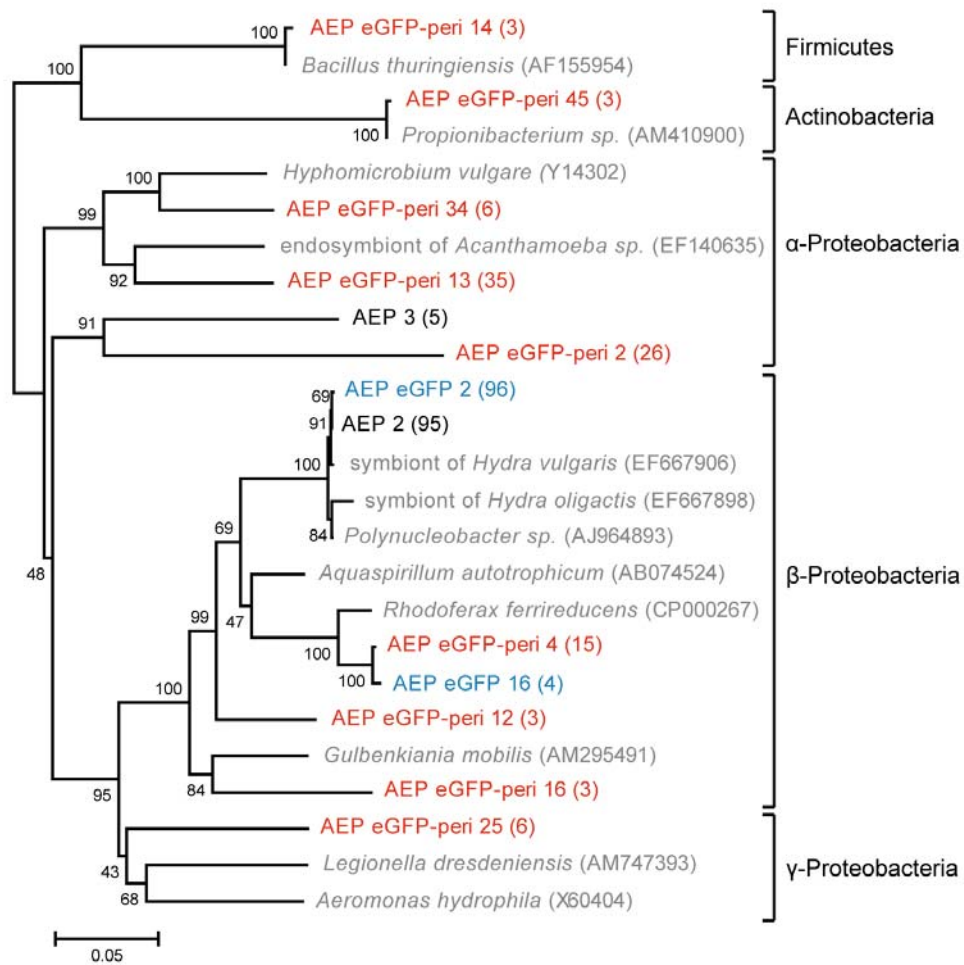 AEP eGFP-peri 14 (3)
100
Bacillus thuringiensis (AF155954)
Firmicutes
100
AEP eGFP-peri 45 (3)
100
Propionibacterium sp. (AM410900)
Actinobacteria
Hyphomicrobium vulgare (Y14302)
100
AEP eGFP-peri 34 (6)
99
endosymbiont of Acanthamoeba sp. (EF140635)
92
AEP eGFP-peri 13 (35)
α-Proteobacteria
AEP 3 (5)
91
AEP eGFP-peri 2 (26)
AEP eGFP 2 (96)
69
AEP 2 (95)
91
symbiont of Hydra vulgaris (EF667906)
100
symbiont of Hydra oligactis (EF667898)
84
Polynucleobacter sp. (AJ964893)
69
Aquaspirillum autotrophicum (AB074524)
β-Proteobacteria
48
47
Rhodoferax ferrireducens (CP000267)
99
AEP eGFP-peri 4 (15)
100
100
AEP eGFP 16 (4)
100
AEP eGFP-peri 12 (3)
Gulbenkiania mobilis (AM295491)
84
AEP eGFP-peri 16 (3)
95
AEP eGFP-peri 25 (6)
43
Legionella dresdeniensis (AM747393)
68
Aeromonas hydrophila (X60404)
γ-Proteobacteria
0.05